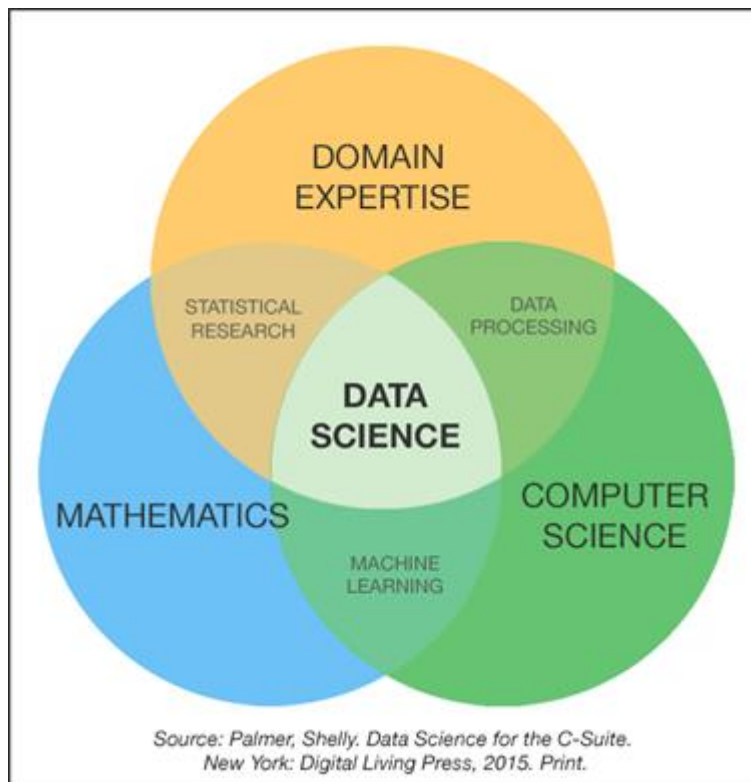 DOMAIN
EXPERTISE
STATISTICAL
RESEARCH
DATA
PROCESSING
DATA
SCIENCE
MATHEMATICS
COMPUTER
SCIENCE
MACHINE
LEARNING
Source: Palmer, Shelly. Data Science for the C-Suite.
New York: Digital Living Press, 2015. Print.